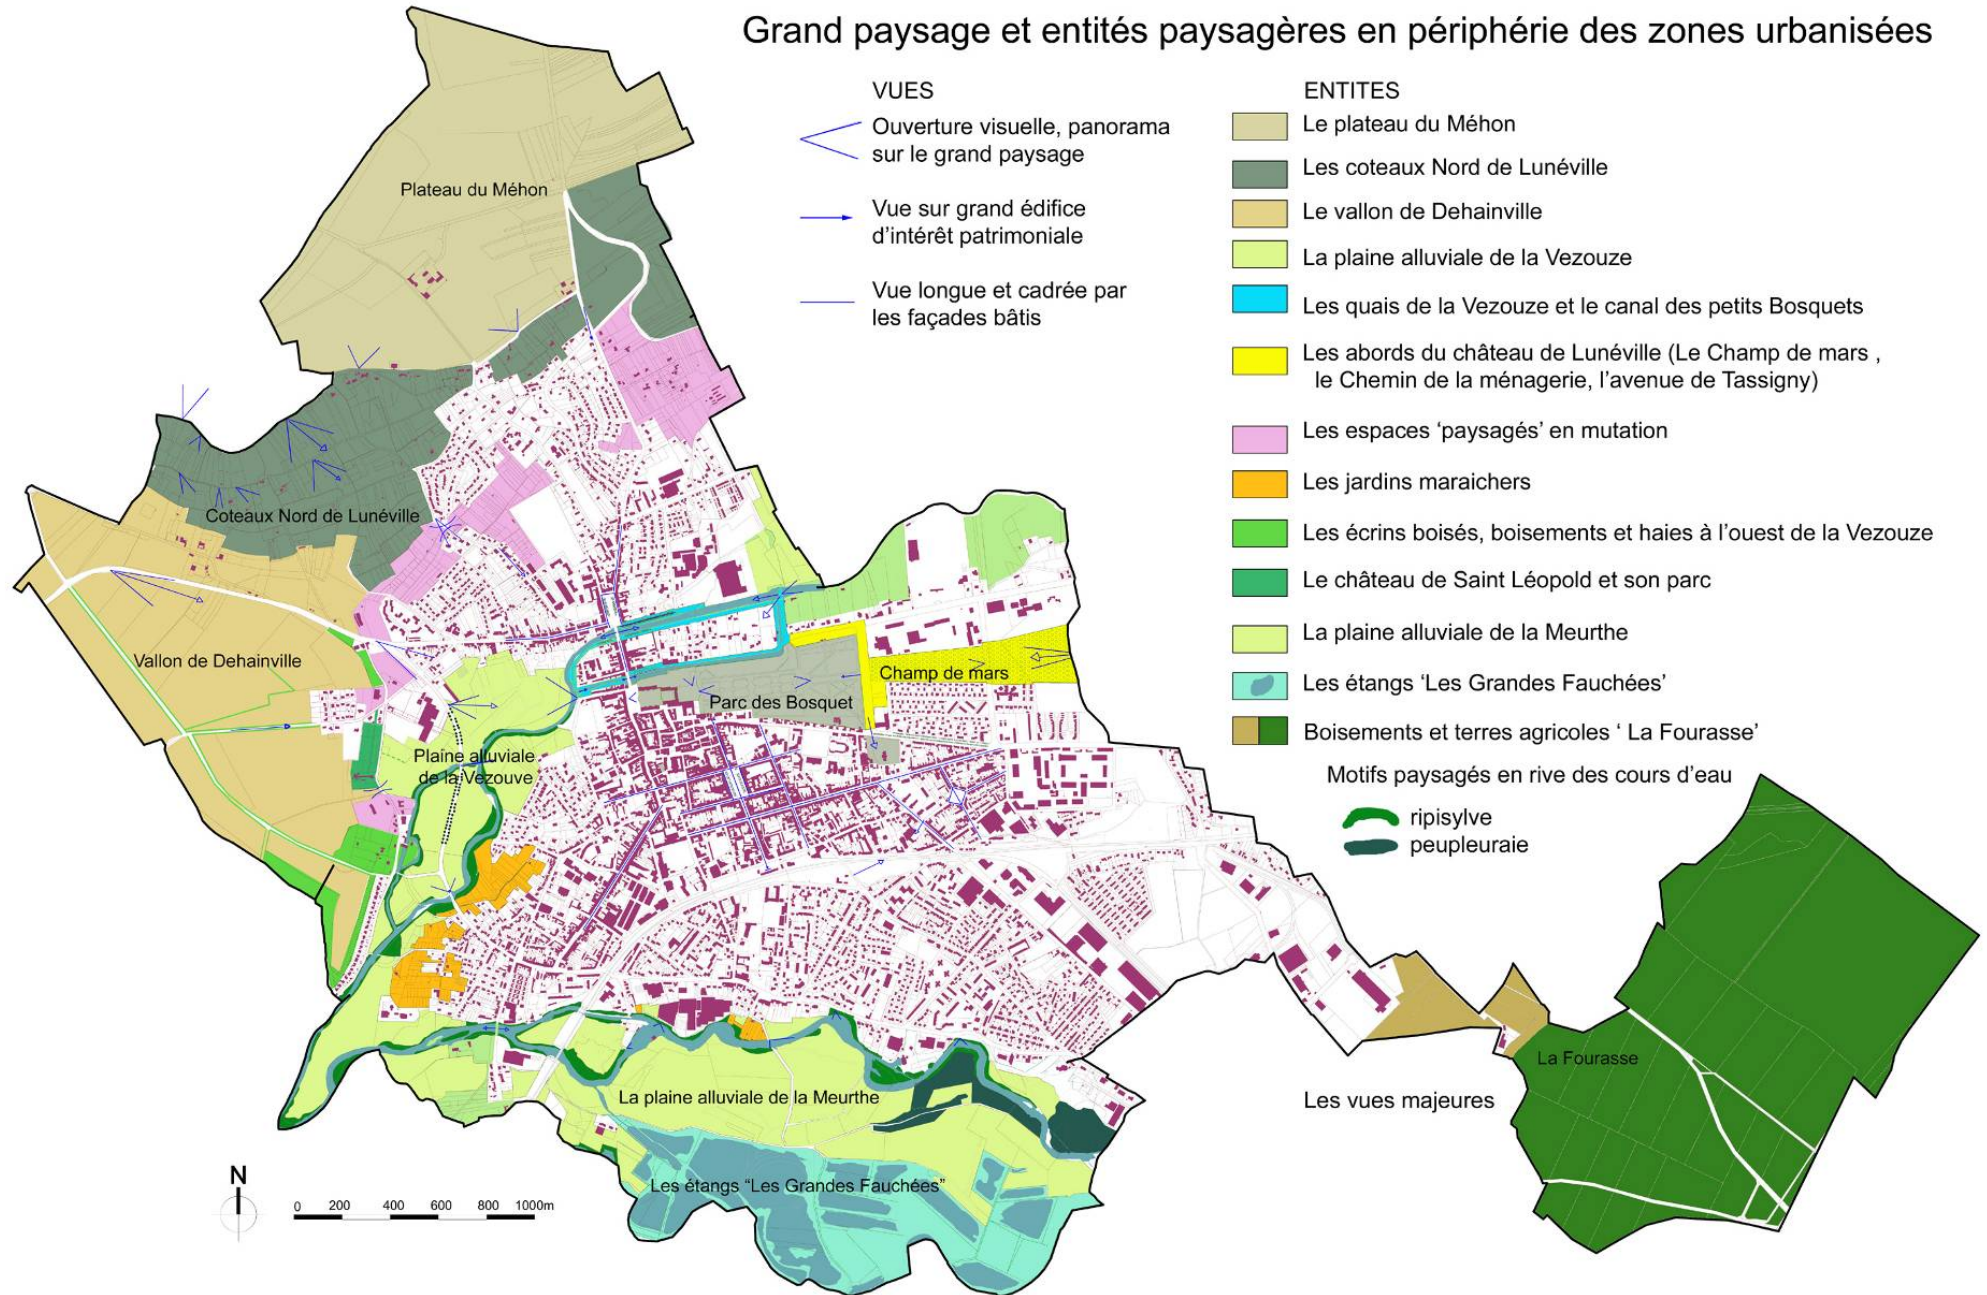 Grand paysage et entités paysagères en périphérie des zones urbanisées
VUES
Ouverture visuelle, panorama
sur le grand paysage
Vue sur grand édifice
d'intérêt patrimoniale
Vue longue et cadrée par
les façades bâtis
ENTITES
Le plateau du Méhon
Les coteaux Nord de Lunéville
Le vallon de Dehainville
La plaine alluviale de la Vezouze
Les quais de la Vezouze et le canal des petits Bosquets
Les abords du château de Lunéville (Le Champ de mars ,
le Chemin de la ménagerie, l'avenue de Tassigny)
Les espaces 'paysagés' en mutation
Les jardins maraichers
Les écrins boisés, boisements et haies à l'ouest de la Vezouze
Le château de Saint Léopold et son parc
La plaine alluviale de la Meurthe
Les étangs 'Les Grandes Fauchées'
Boisements et terres agricoles ' La Fourasse'
Motifs paysagés en rive des cours d'eau
ripisylve
peupleuraie
Plateau du Méhon
Coteaux Nord de Lunéville
Vallon de Dehainville
Champ de mars
Parc des Bosquet
Plaine alluviale
de la Vezouve
La Fourasse
La plaine alluviale de la Meurthe
Les vues majeures
Les étangs "Les Grandes Fauchées"
N
0 200 400 600 800 1000m